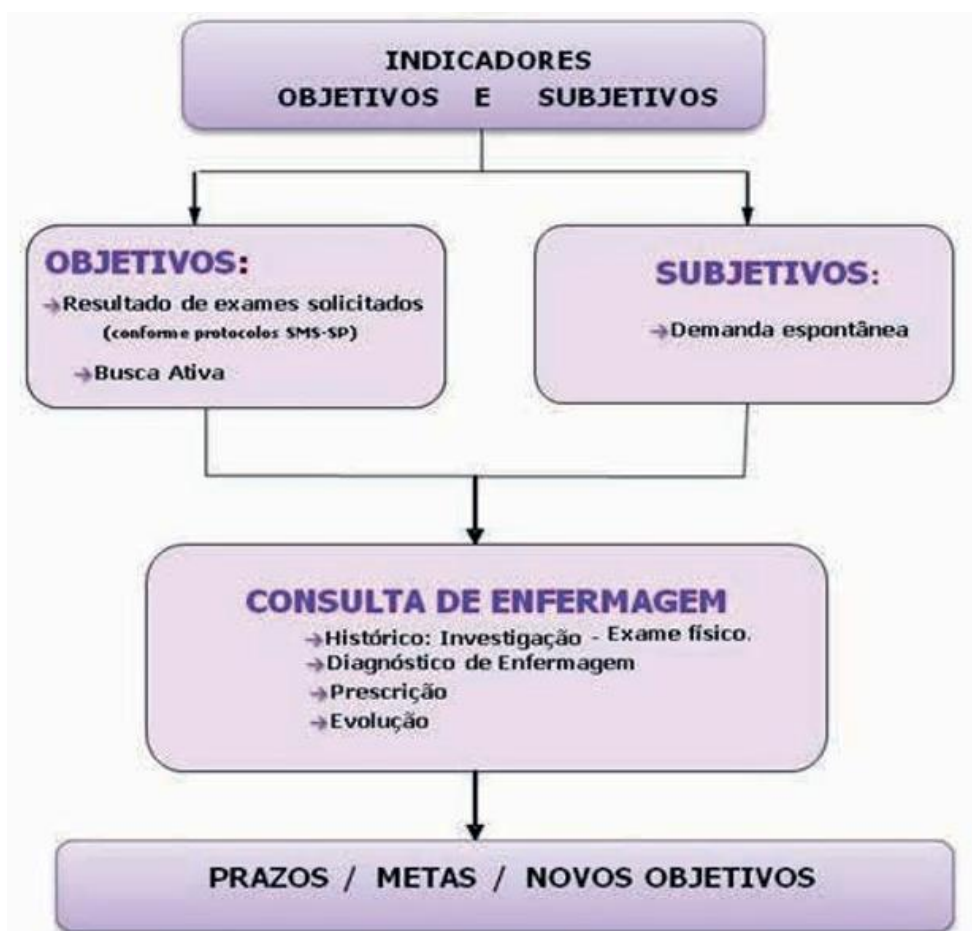 INDICADORES
OBJETIVOS E SUBJETIVOS
OBJETIVOS:
→Resultado de exames solicitados
(conforme protocolos SMS-SP)
→Busca Ativa
SUBJETIVOS:
→Demanda espontânea
CONSULTA DE ENFERMAGEM
→Histórico: Investigação - Exame físico.
→Diagnóstico de Enfermagem
→Prescrição
→Evolução
PRAZOS / METAS / NOVOS OBJETIVOS